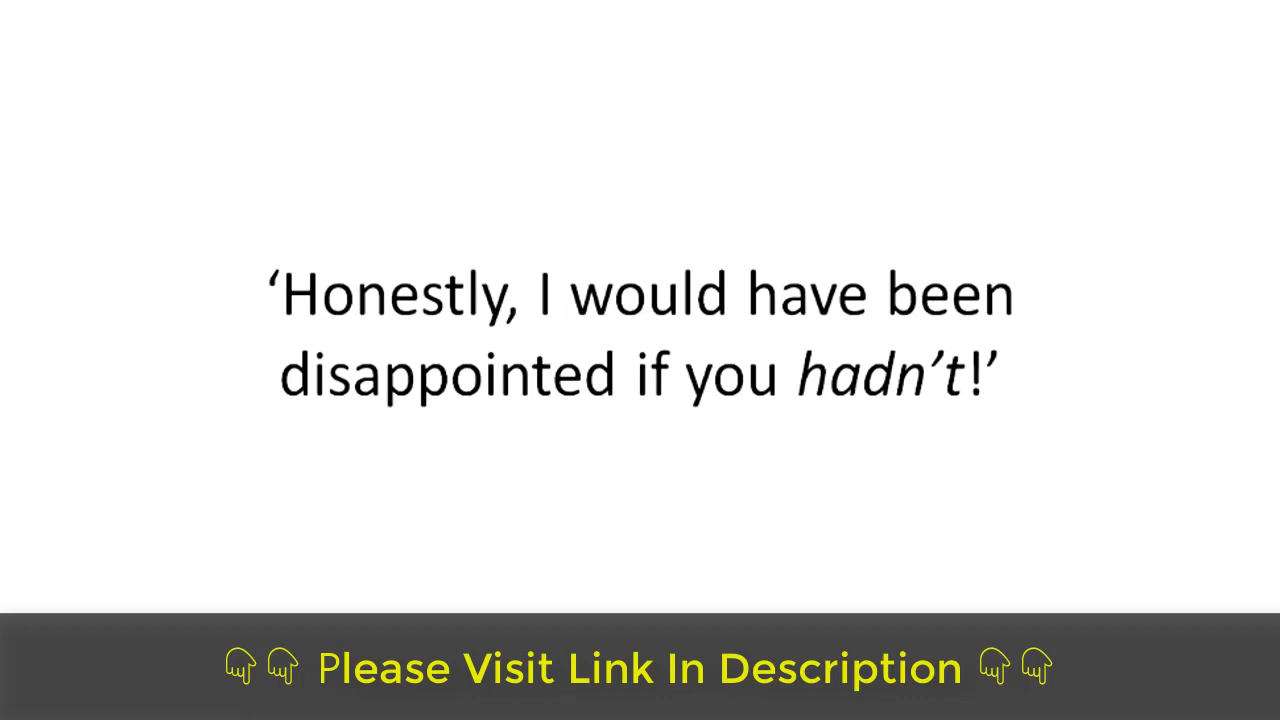 ‘Honestly, I would have been
disappointed if you hadn’t!’
Please Visit Link In Description